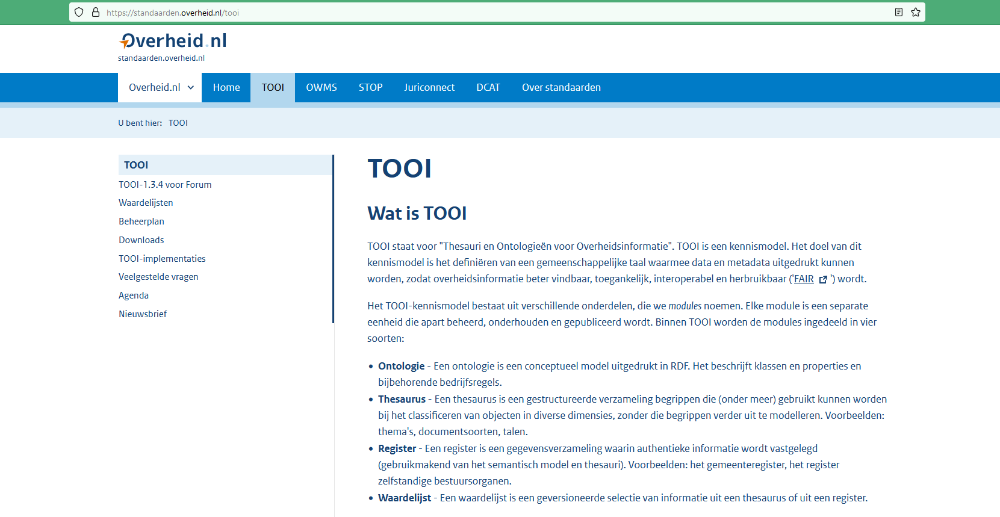 https://standaarden.overheid.nl/tooi
Overheid.nl
standaarden.overheid.nl
Overheid.nl Home TOOI OWMS STOP Juriconnect DCAT Over standaarden
U bent hier: TOOI
TOOI
TOOI-1.3.4 voor Forum
Waardelijsten
Beheerplan
Downloads
TOOI-implementaties
Veelgestelde vragen
Agenda
Nieuwsbrief
TOOI
Wat is TOOI
TOOI staat voor "Thesauri en Ontologieën voor Overheidsinformatie". TOOI is een kennismodel. Het doel van dit
kennismodel is het definiëren van een gemeenschappelijke taal waarmee data en metadata uitgedrukt kunnen
worden, zodat overheidsinformatie beter vindbaar, toegankelijk, interoperabel en herbruikbaar ('FAIR ') wordt.
Het TOOI-kennismodel bestaat uit verschillende onderdelen, die we modules noemen. Elke module is een separate
eenheid die apart beheerd, onderhouden en gepubliceerd wordt. Binnen TOOI worden de modules ingedeeld in vier
soorten:
• Ontologie - Een ontologie is een conceptueel model uitgedrukt in RDF. Het beschrijft klassen en properties en
bijbehorende bedrijfsregels.
• Thesaurus - Een thesaurus is een gestructureerde verzameling begrippen die (onder meer) gebruikt kunnen worden
bij het classificeren van objecten in diverse dimensies, zonder die begrippen verder uit te modelleren. Voorbeelden:
thema's, documentsoorten, talen.
• Register - Een register is een gegevensverzameling waarin authentieke informatie wordt vastgelegd
(gebruikmakend van het semantisch model en thesauri). Voorbeelden: het gemeenteregister, het register
zelfstandige bestuursorganen.
• Waardelijst - Een waardelijst is een geversioneerde selectie van informatie uit een thesaurus of uit een register.